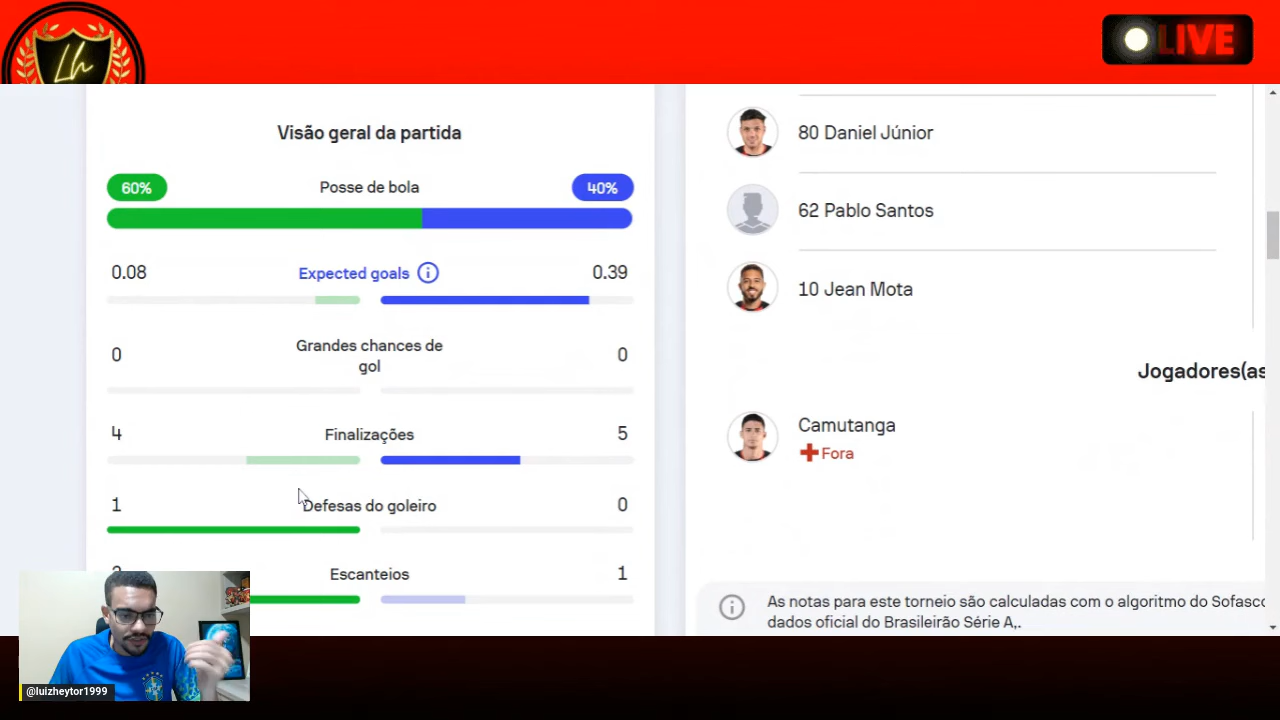 Lh
LIVE
Visão geral da partida
60%
Posse de bola
40%
0.08
Expected goals
0.39
0
Grandes chances de
gol
0
4
Finalizações
5
1
Defesas do goleiro
0
Escanteios
1
80 Daniel Júnior
62 Pablo Santos
10 Jean Mota
Jogadores(as
Camutanga
Fora
As notas para este torneio são calculadas com o algoritmo do Sofasco
dados oficial do Brasileirão Série A,.
@luizheytor1999